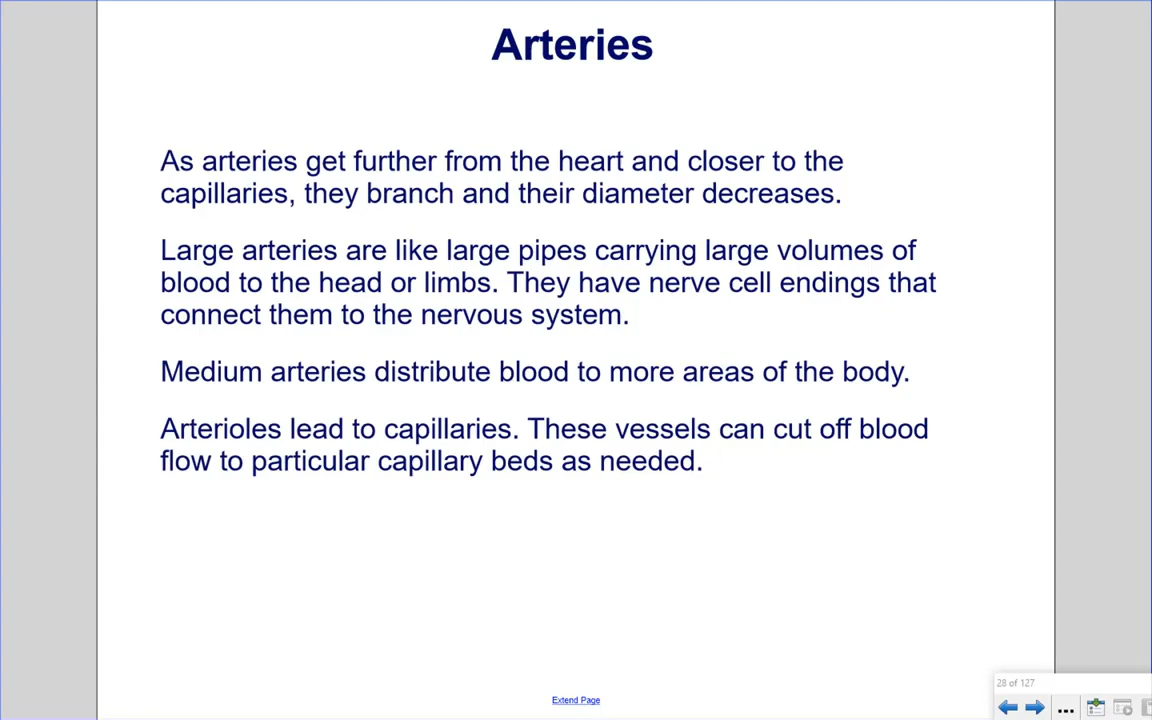 Arteries
As arteries get further from the heart and closer to the
capillaries, they branch and their diameter decreases.
Large arteries are like large pipes carrying large volumes of
blood to the head or limbs. They have nerve cell endings that
connect them to the nervous system.
Medium arteries distribute blood to more areas of the body.
Arterioles lead to capillaries. These vessels can cut off blood
flow to particular capillary beds as needed.
28 of 127
Extend Page